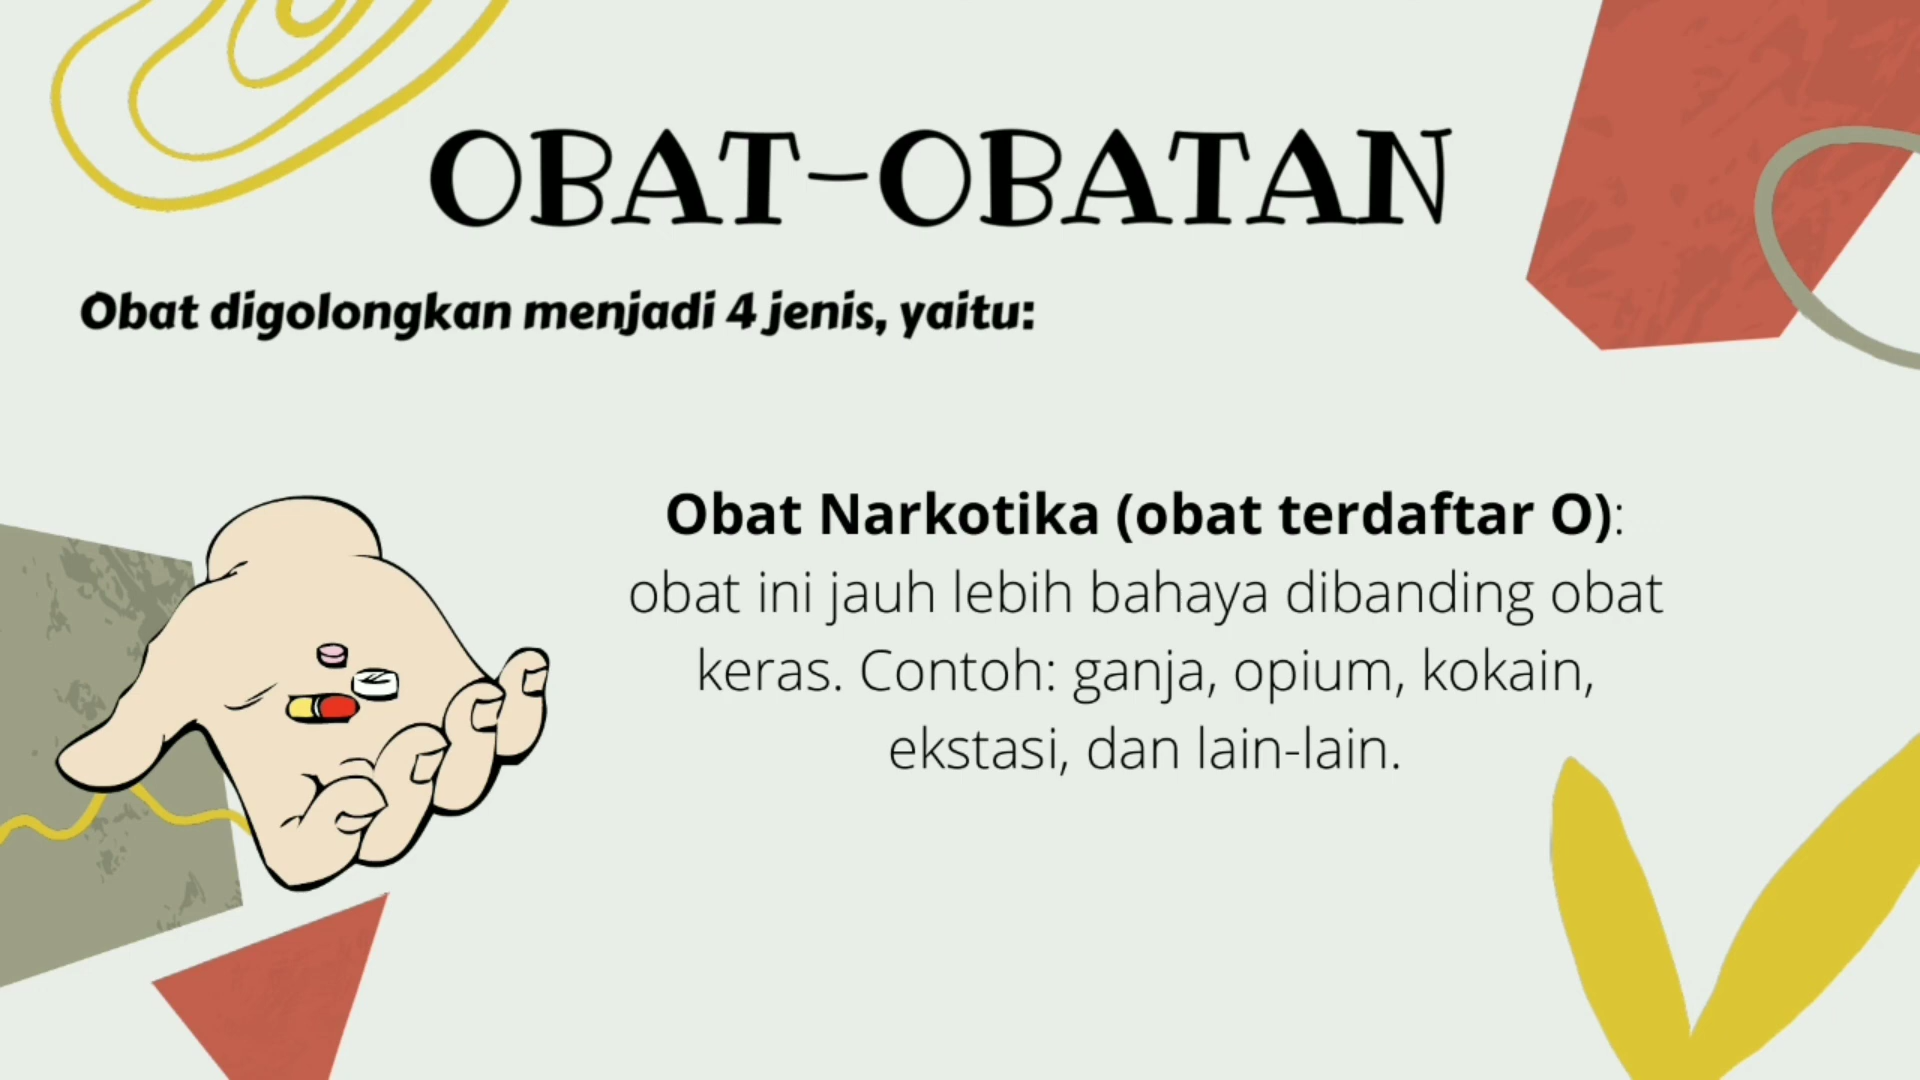 OBAT-OBATAN
Obat digolongkan menjadi 4 jenis, yaitu:
Obat Narkotika (obat terdaftar O):
obat ini jauh lebih bahaya dibanding obat
keras. Contoh: ganja, opium, kokain,
ekstasi, dan lain-lain.